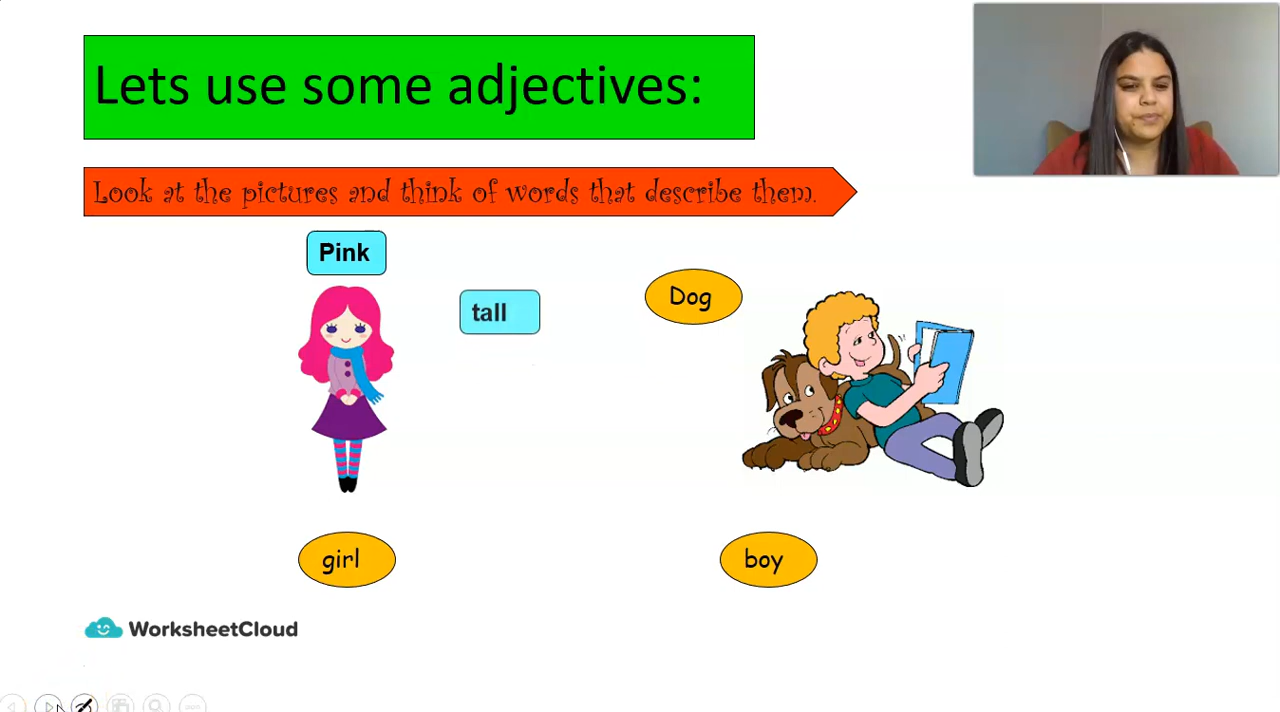 Lets use some adjectives:
Look at the pictures and think of words that describe them.
Pink
tall
Dog
girl
boy
WorksheetCloud